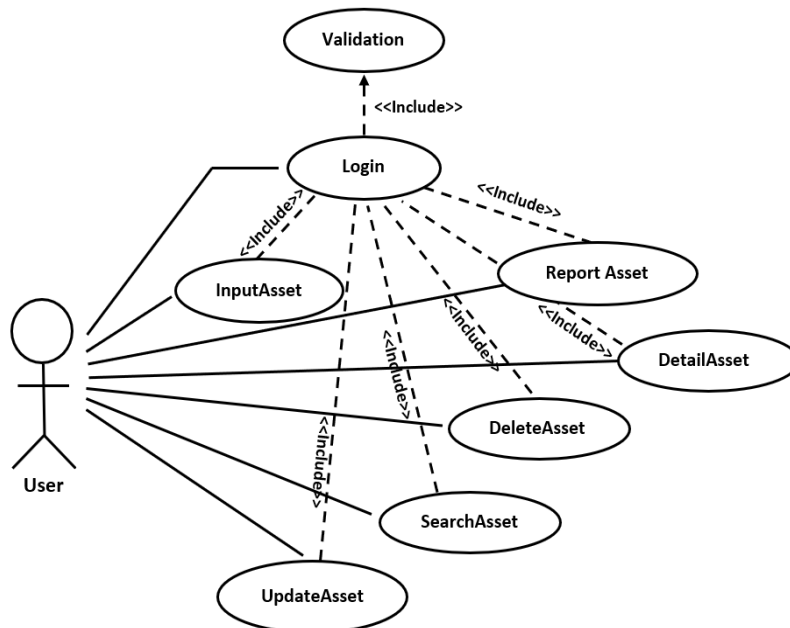 Validation
<<Include>>
Login
<<Include>>
<<Include>>
InputAsset
Report Asset
<<Include>>
<<Include>>
<<Include>>
DetailAsset
<<Include>>
DeleteAsset
User
SearchAsset
UpdateAsset